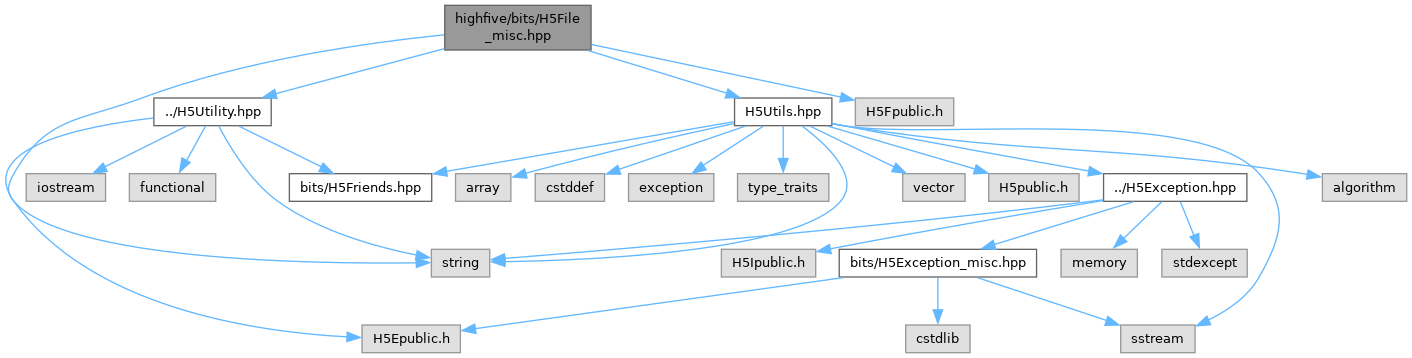 highfive/bits/H5File
_misc.hpp
../H5Utility.hpp
H5Utils.hpp
H5Fpublic.h
iostream
functional
bits/H5Friends.hpp
array
cstddef
exception
type_traits
vector
H5public.h
../H5Exception.hpp
algorithm
string
H5Ipublic.h
bits/H5Exception_misc.hpp
memory
stdexcept
H5Epublic.h
cstdlib
sstream